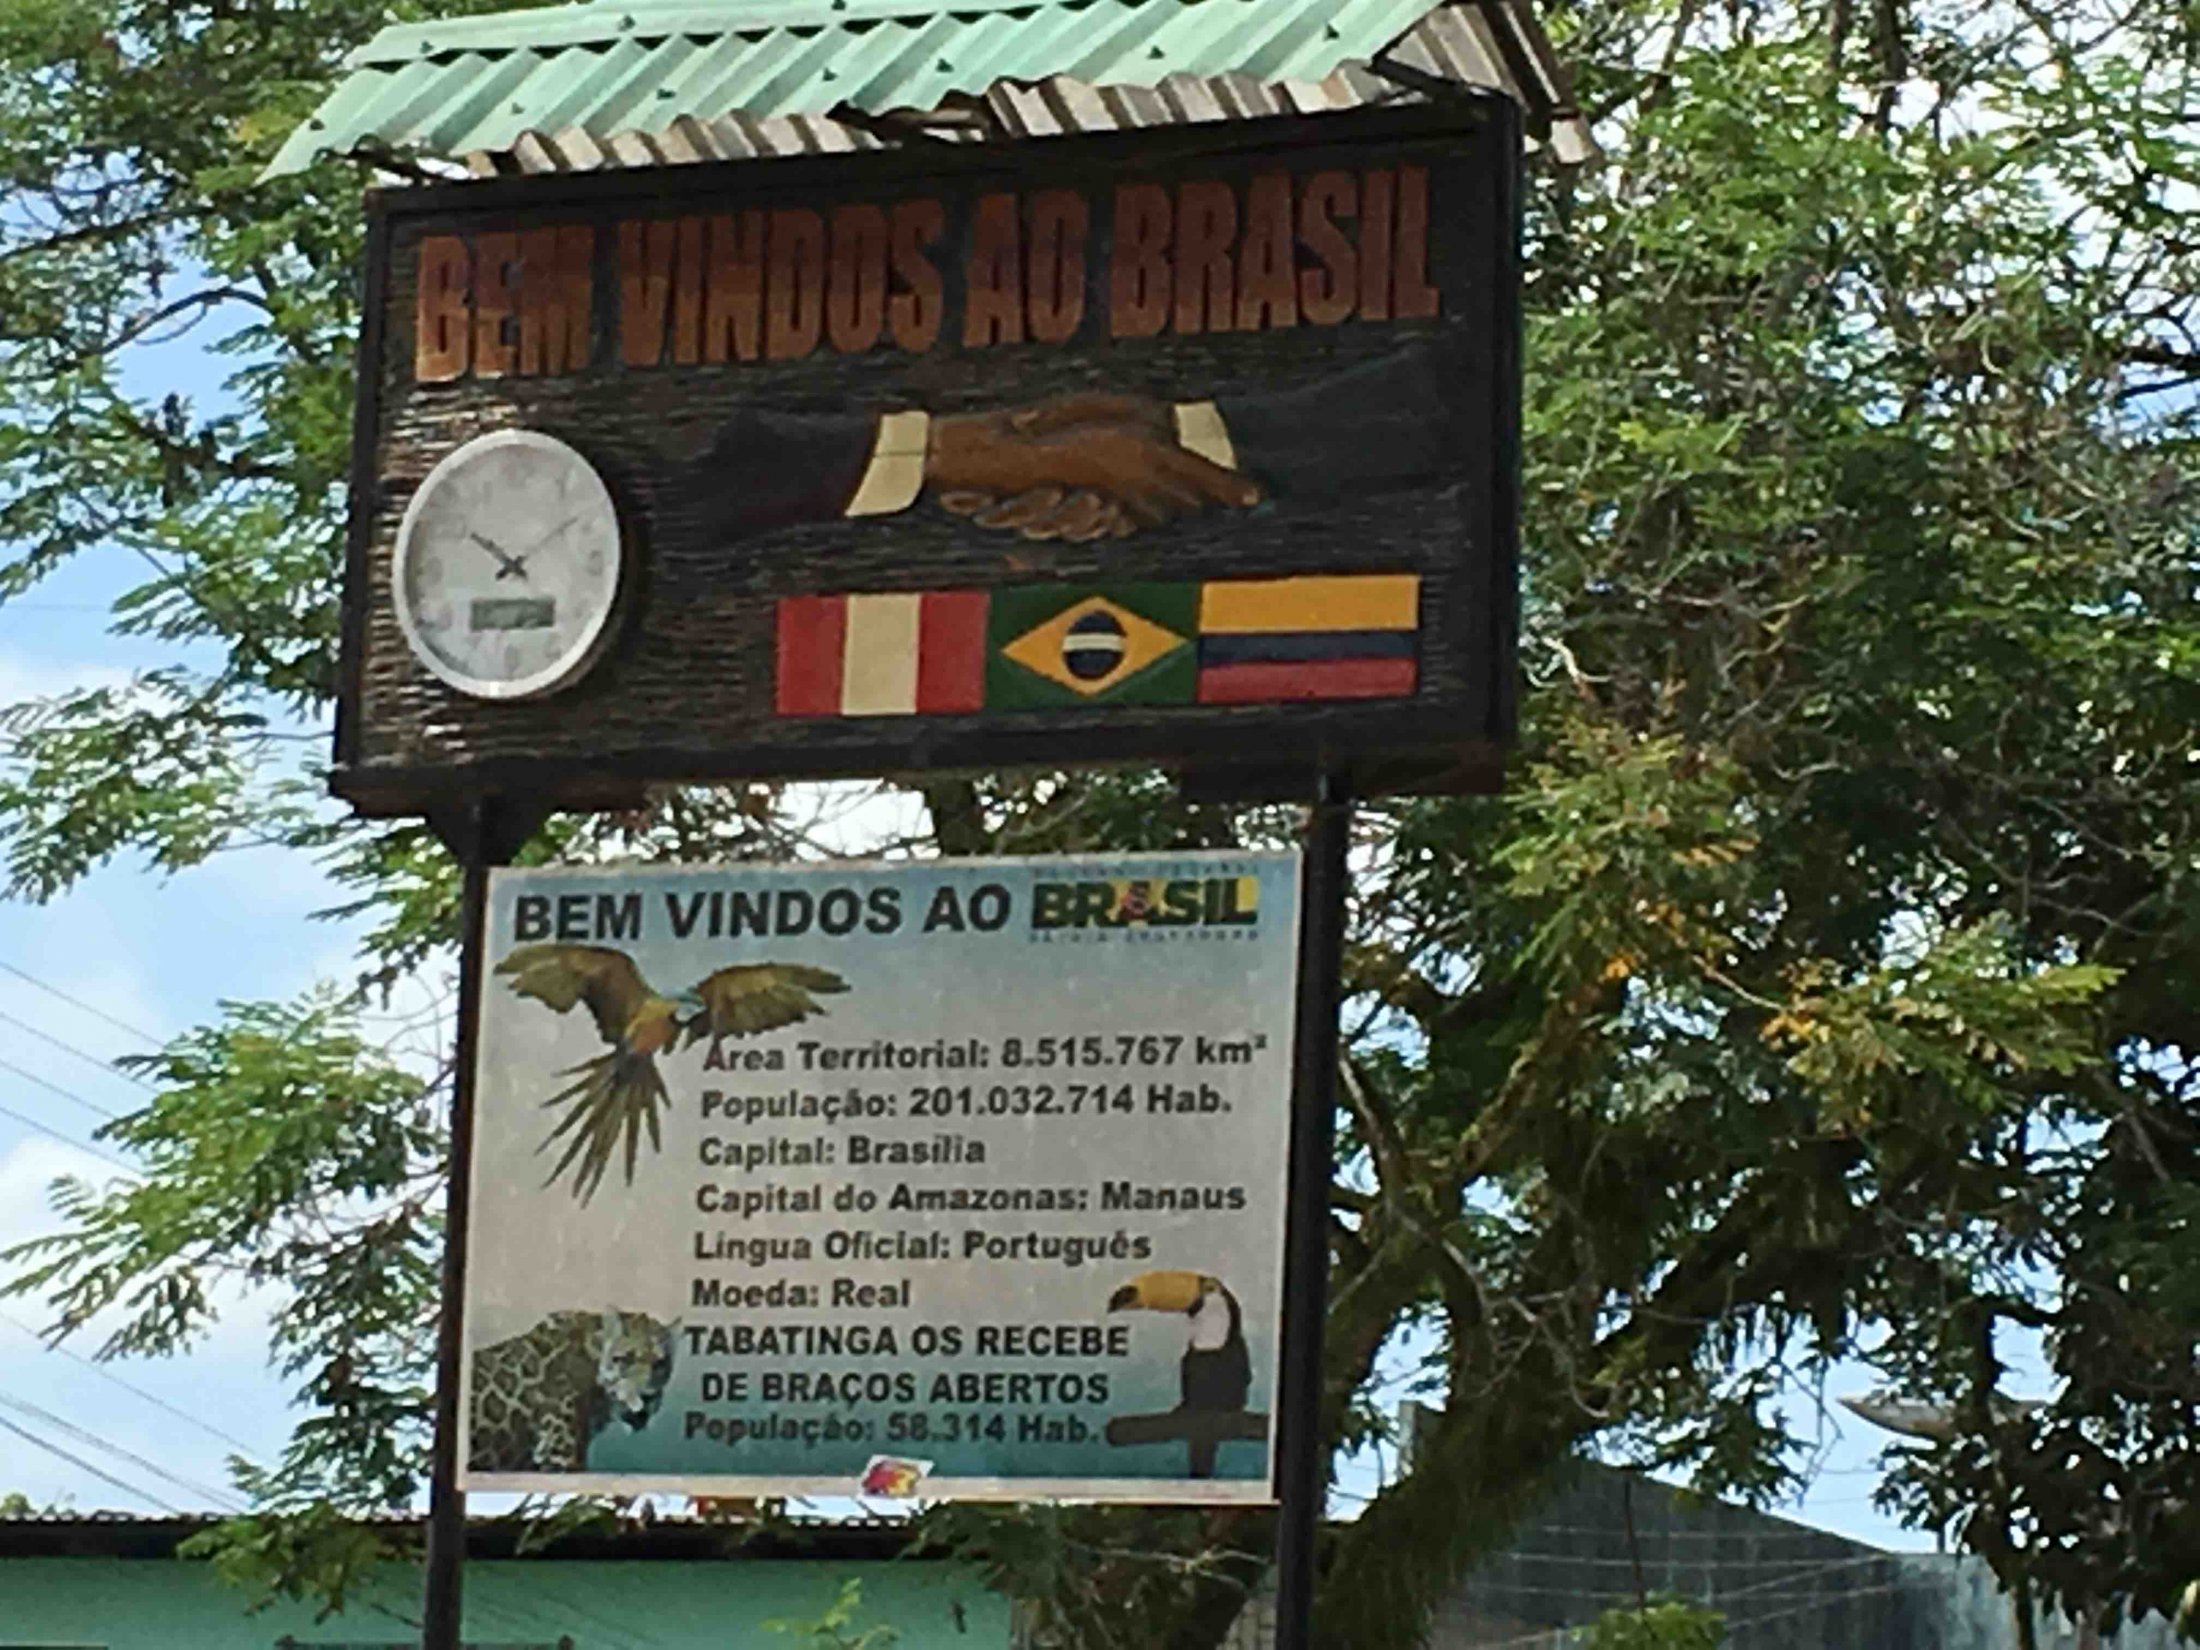 BEM VINDOS AO BRASIL
BEM VINDOS AO BRASIL
Área Territorial: 8.515.767 km²
População: 201.032.714 Hab.
Capital: Brasília
Capital do Amazonas: Manaus
Língua Oficial: Português
Moeda: Real
TABATINGA OS RECEBE
DE BRAÇOS ABERTOS
População: 58.314 Hab.